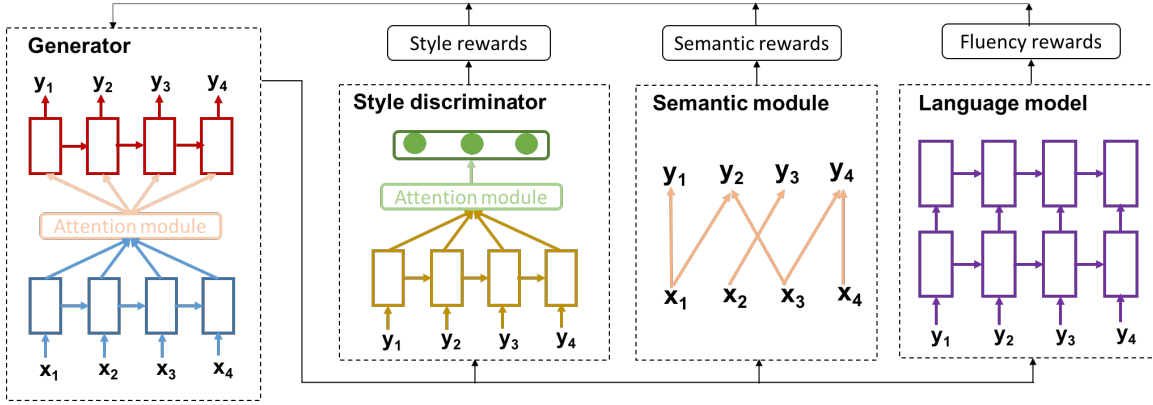 Style rewards
Semantic rewards
Fluency rewards
Generator
y₁ y₂ y₃ y₄
Attention module
x₁ x₂ x₃ x₄
Style discriminator
Attention module
y₁ y₂ y₃ y₄
Semantic module
y₁ y₂ y₃ y₄
x₁ x₂ x₃ x₄
Language model
y₁ y₂ y₃ y₄